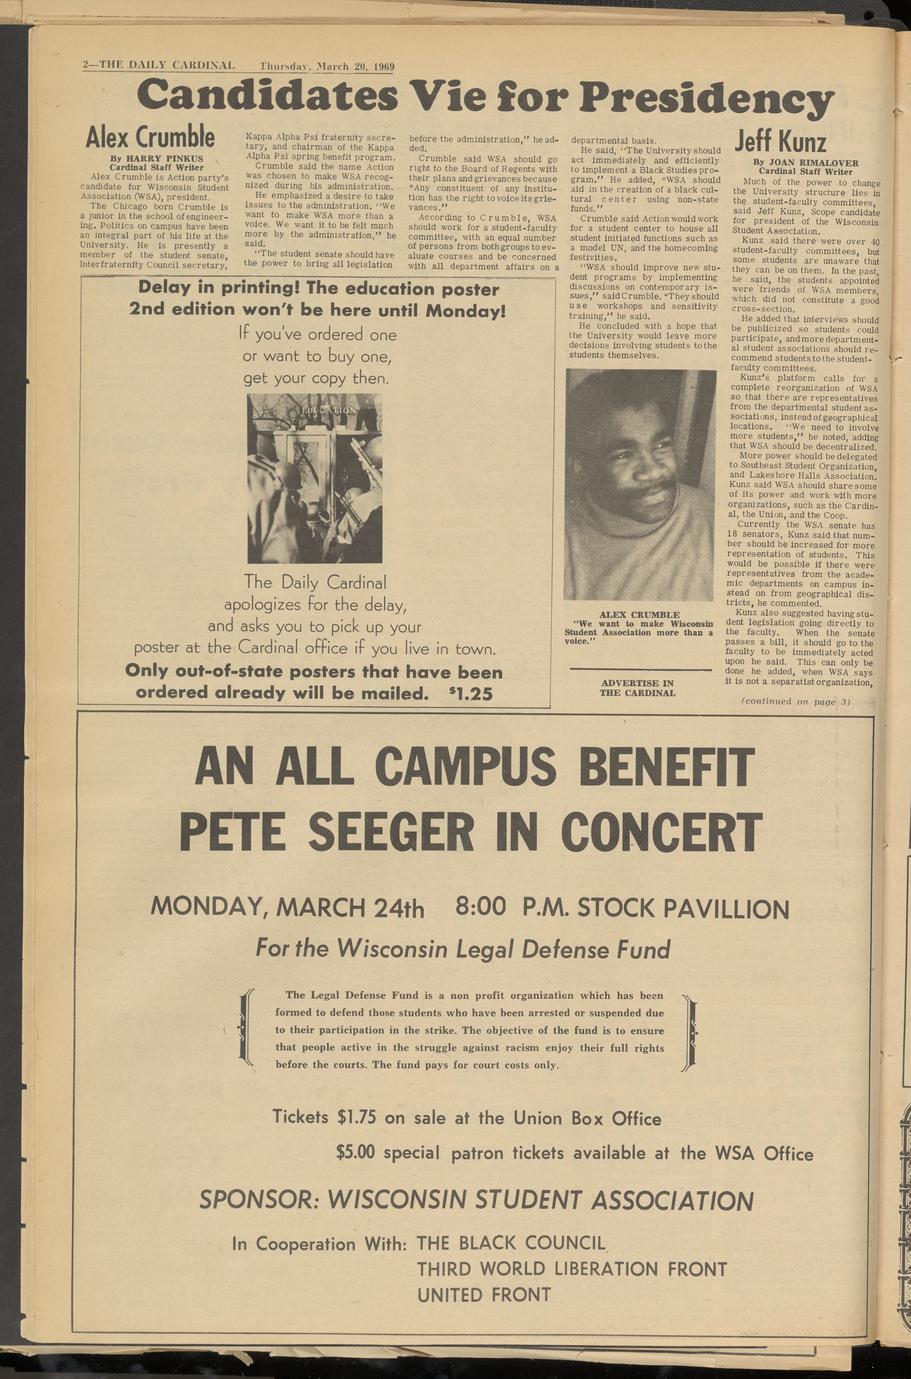 2—THE DAILY CARDINAL Thursday, March 20, 1969
Candidates Vie for Presidency
Alex Crumble
By HARRY PINKUS
Cardinal Staff Writer
Alex Crumble is Action party's
candidate for Wisconsin Student
Association (WSA), president.
The Chicago born Crumble is
a junior in the school of engineer-
ing. Politics on campus have been
an integral part of his life at the
University. He is presently a
member of the student senate,
Interfraternity Council secretary,
Kappa Alpha Psi fraternity secre-
tary, and chairman of the Kappa
Alpha Psi spring benefit program.
Crumble said the name Action
was chosen to make WSA recog-
nized during his administration.
He emphasized a desire to take
issues to the administration. "We
want to make WSA more than a
voice. We want it to be felt much
more by the administration," he
said.
"The student senate should have
the power to bring all legislation
before the administration," he ad-
ded.
Crumble said WSA should go
right to the Board of Regents with
their plans and grievances because
"Any constituent of any institu-
tion has the right to voice its grie-
vances."
According to Crumble, WSA
should work for a student-faculty
committee, with an equal number
of persons from both groups to ev-
aluate courses and be concerned
with all department affairs on a
departmental basis.
He said, "The University should
act immediately and efficiently
to implement a Black Studies pro-
gram." He added, "WSA should
aid in the creation of a black cul-
tural center using non-state
funds."
Crumble said Action would work
for a student center to house all
student initiated functions such as
a model UN, and the homecoming
festivities.
"WSA should improve new stu-
dent programs by implementing
discussions on contemporary is-
sues," said Crumble. "They should
use workshops and sensitivity
training," he said.
He concluded with a hope that
the University would leave more
decisions involving students to the
students themselves.
ALEX CRUMBLE
"We want to make Wisconsin
Student Association more than a
voice."
ADVERTISE IN
THE CARDINAL
Jeff Kunz
By JOAN RIMALOVER
Cardinal Staff Writer
Much of the power to change
the University structure lies in
the student-faculty committees,
said Jeff Kunz, Scope candidate
for president of the Wisconsin
Student Association.
Kunz said there were over 40
student-faculty committees, but
some students are unaware that
they can be on them. In the past,
he said, the students appointed
were friends of WSA members,
which did not constitute a good
cross-section.
He added that interviews should
be publicized so students could
participate, and more department-
al student associations should re-
commend students to the student-
faculty committees.
Kunz's platform calls for a
complete reorganization of WSA
so that there are representatives
from the departmental student as-
sociations, instead of geographical
locations. "We need to involve
more students," he noted, adding
that WSA should be decentralized.
More power should be delegated
to Southeast Student Organization,
and Lakeshore Halls Association.
Kunz said WSA should share some
of its power and work with more
organizations, such as the Cardin-
al, the Union, and the Coop.
Currently the WSA senate has
18 senators, Kunz said that num-
ber should be increased for more
representation of students. This
would be possible if there were
representatives from the acade-
mic departments on campus in-
stead on from geographical dis-
tricts, he commented.
Kunz also suggested having stu-
dent legislation going directly to
the faculty. When the senate
passes a bill, it should go to the
faculty to be immediately acted
upon he said. This can only be
done he added, when WSA says
it is not a separatist organization,
(continued on page 3)
Delay in printing! The education poster
2nd edition won't be here until Monday!
If you've ordered one
or want to buy one,
get your copy then.
EDUCATION
The Daily Cardinal
apologizes for the delay,
and asks you to pick up your
poster at the Cardinal office if you live in town.
Only out-of-state posters that have been
ordered already will be mailed. $1.25
AN ALL CAMPUS BENEFIT
PETE SEEGER IN CONCERT
MONDAY, MARCH 24th 8:00 P.M. STOCK PAVILLION
For the Wisconsin Legal Defense Fund
The Legal Defense Fund is a non profit organization which has been
formed to defend those students who have been arrested or suspended due
to their participation in the strike. The objective of the fund is to ensure
that people active in the struggle against racism enjoy their full rights
before the courts. The fund pays for court costs only.
Tickets $1.75 on sale at the Union Box Office
$5.00 special patron tickets available at the WSA Office
SPONSOR: WISCONSIN STUDENT ASSOCIATION
In Cooperation With: THE BLACK COUNCIL
THIRD WORLD LIBERATION FRONT
UNITED FRONT